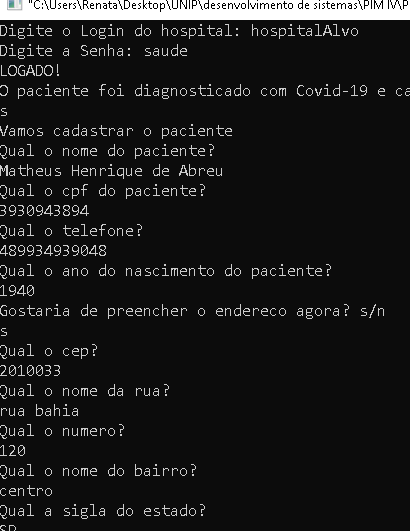 "C:\Users\Renata\Desktop\UNIP\desenvolvimento de sistemas\PIM IV\P
Digite o Login do hospital: hospitalAlvo
Digite a Senha: saude
LOGADO!
O paciente foi diagnosticado com Covid-19 e ca
s
Vamos cadastrar o paciente
Qual o nome do paciente?
Matheus Henrique de Abreu
Qual o cpf do paciente?
3930943894
Qual o telefone?
489934939048
Qual o ano do nascimento do paciente?
1940
Gostaria de preencher o endereco agora? s/n
s
Qual o cep?
2010033
Qual o nome da rua?
rua bahia
Qual o numero?
120
Qual o nome do bairro?
centro
Qual a sigla do estado?
SP